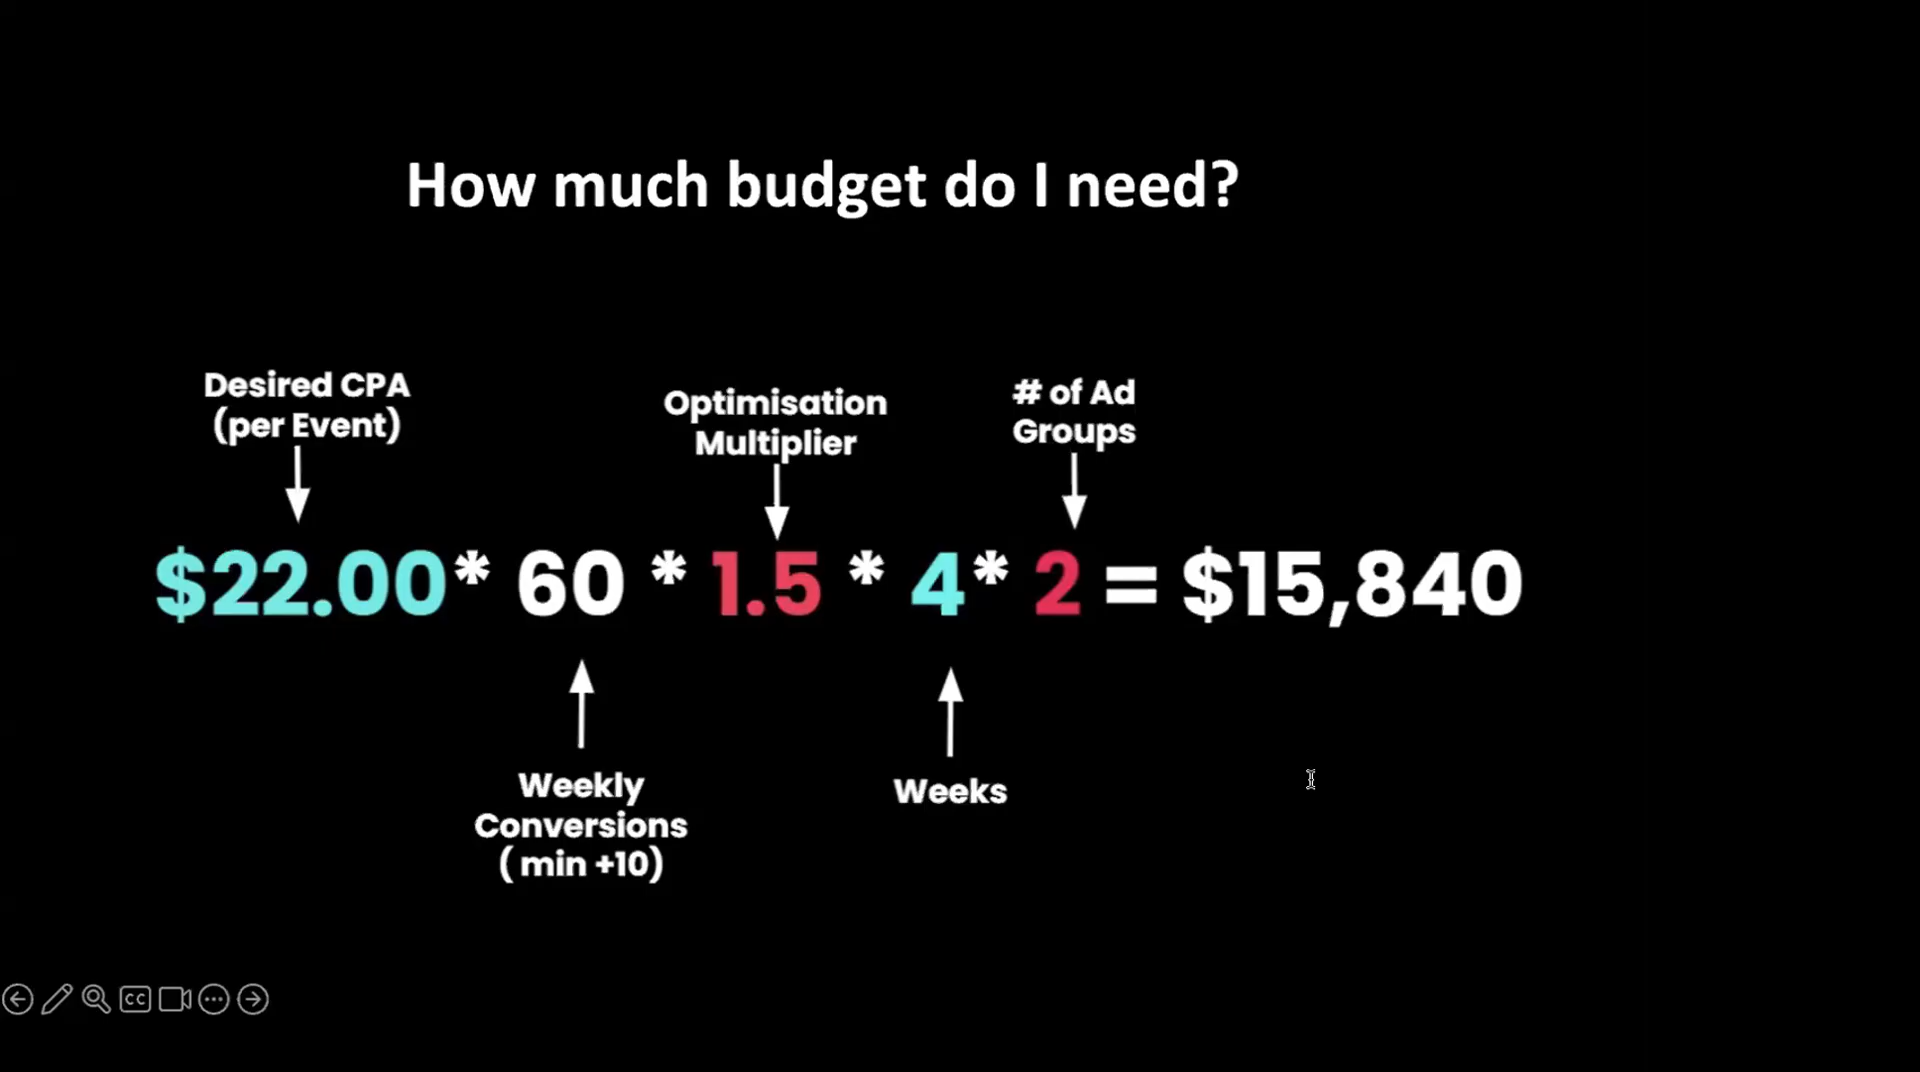 How much budget do I need?
Desired CPA
(per Event)
Optimisation
Multiplier
# of Ad
Groups
$22.00* 60 * 1.5 * 4* 2 = $15,840
Weekly
Conversions
( min +10)
Weeks
CC